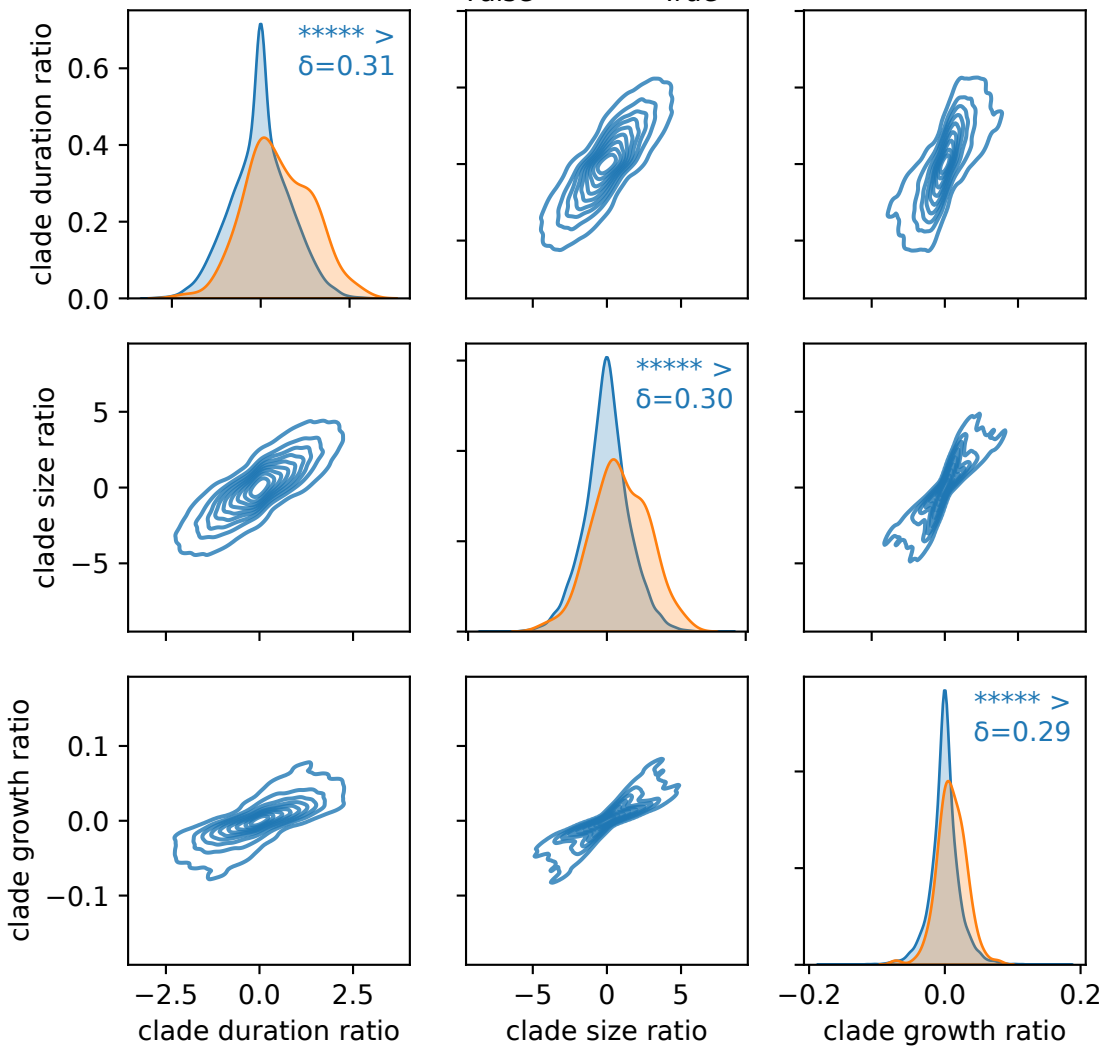 True
clade duration ratio
0.6
0.4
0.2
0.0
***** >
δ=0.31
clade size ratio
5
0
−5
***** >
δ=0.30
clade growth ratio
0.1
0.0
−0.1
***** >
δ=0.29
−2.5 0.0 2.5
−5 0 5
−0.2 0.0 0.2
clade duration ratio
clade size ratio
clade growth ratio